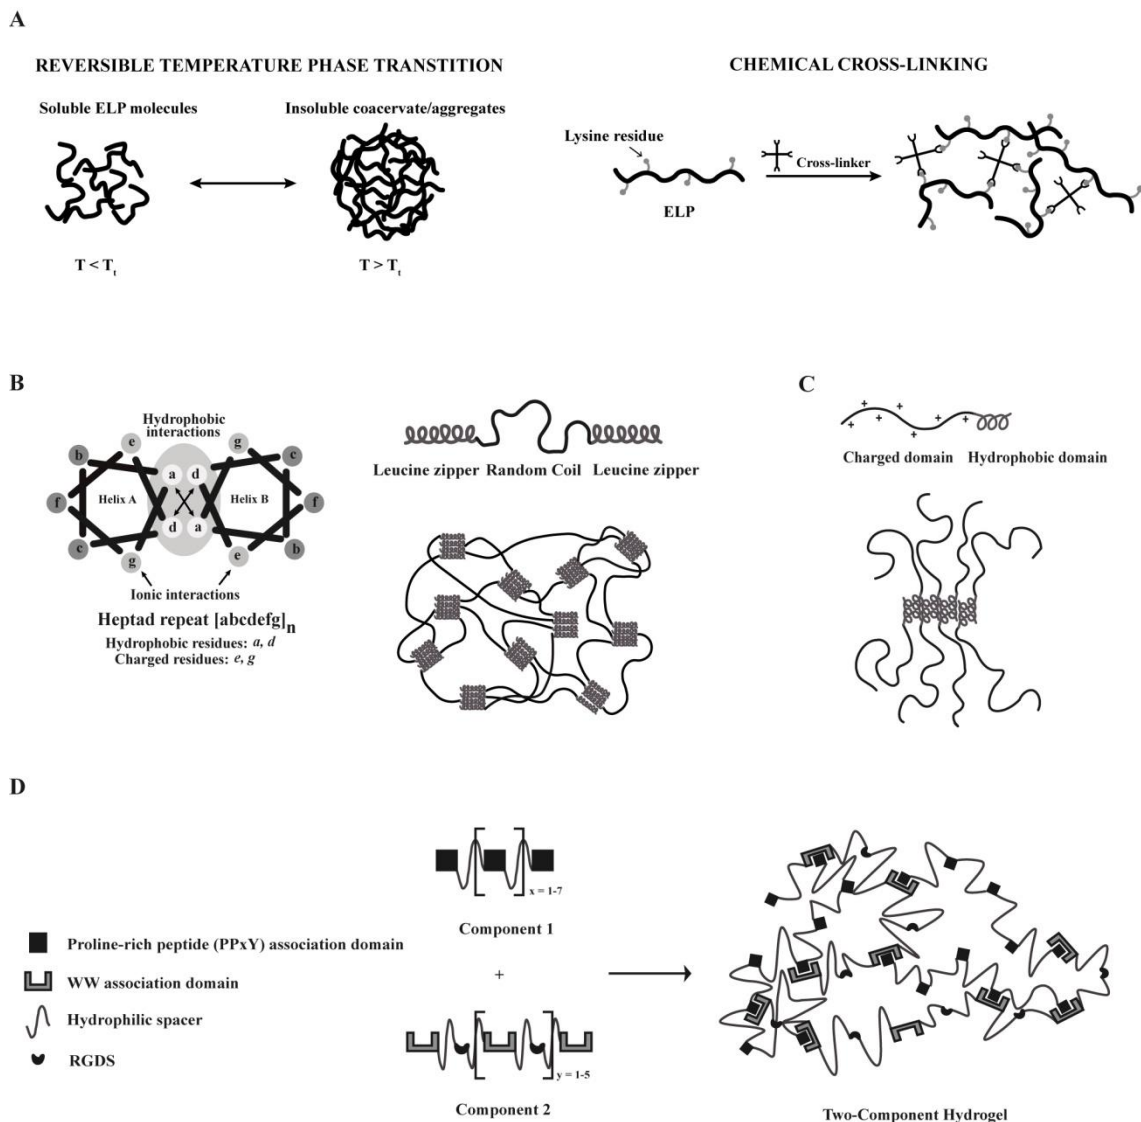 A
REVERSIBLE TEMPERATURE PHASE TRANSTITION
Soluble ELP molecules
Insoluble coacervate/aggregates
T < Tt
T > Tt
CHEMICAL CROSS-LINKING
Lysine residue
ELP
Cross-linker
B
Hydrophobic
interactions
e
g
b
a
d
c
f
Helix A
Helix B
f
c
d
a
b
g
e
Ionic interactions
Heptad repeat [abcdefg]n
Hydrophobic residues: a, d
Charged residues: e, g
Leucine zipper
Random Coil
Leucine zipper
C
+ + + + + +
Charged domain
Hydrophobic domain
D
Proline-rich peptide (PPxY) association domain
WW association domain
Hydrophilic spacer
RGDS
x = 1-7
Component 1
+
y = 1-5
Component 2
Two-Component Hydrogel